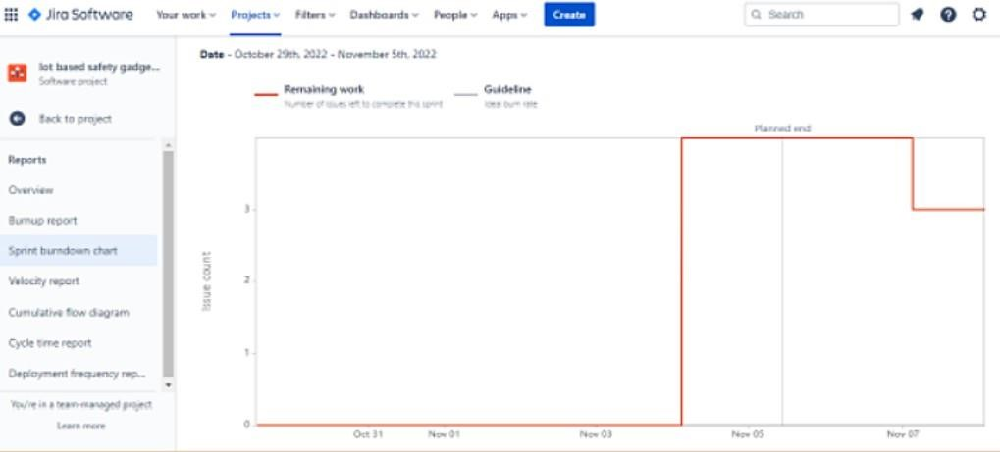 Jira Software Your work Projects Filters Dashboards People Apps Create Search
Iot based safety gadge...
Software project
Back to project
Reports
Overview
Burnup report
Sprint burndown chart
Velocity report
Cumulative flow diagram
Cycle time report
Deployment frequency rep...
You're in a team-managed project
Learn more
Date - October 29th, 2022 - November 5th, 2022
Remaining work
Number of issues left to complete this sprint
Guideline
Ideal burn rate
Planned end
Issue count
3
2
1
0
Oct 31 Nov 01 Nov 03 Nov 05 Nov 07